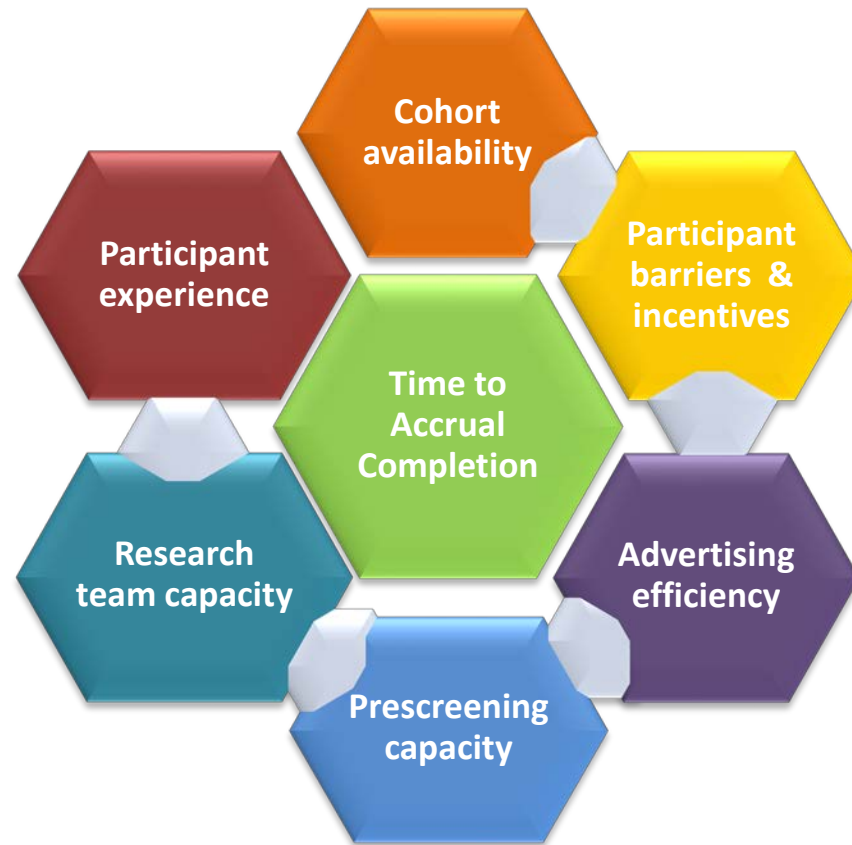 Cohort
availability
Participant
barriers & 
incentives
Participant
experience
Time to
Accrual
Completion
Advertising
efficiency
Research
team capacity
Prescreening
capacity